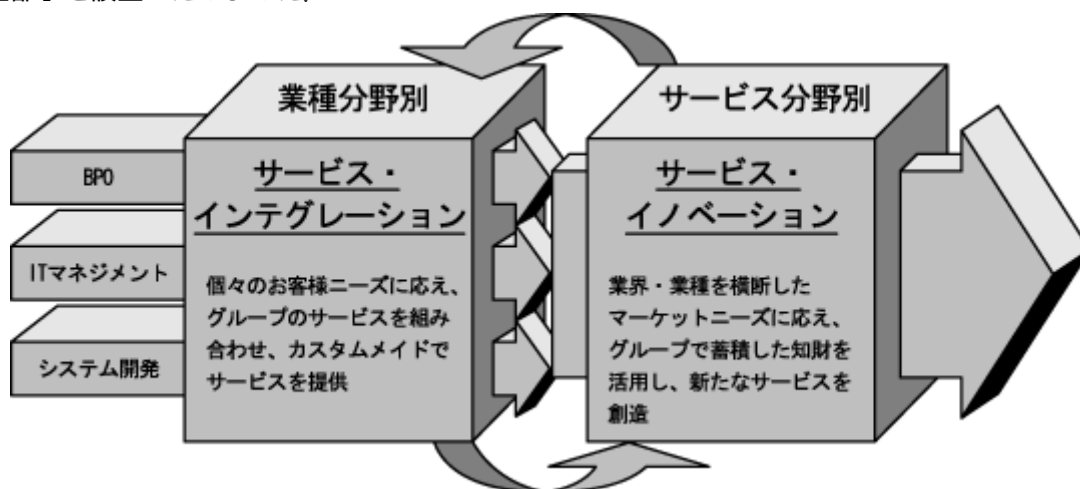 業種分野別
サービス分野別
BPO
ITマネジメント
システム開発
サービス・
インテグレーション
個々のお客様ニーズに応え、
グループのサービスを組み
合わせ、カスタムメイドで
サービスを提供
サービス・
イノベーション
業界・業種を横断した
マーケットニーズに応え、
グループで蓄積した知財を
活用し、新たなサービスを
創造